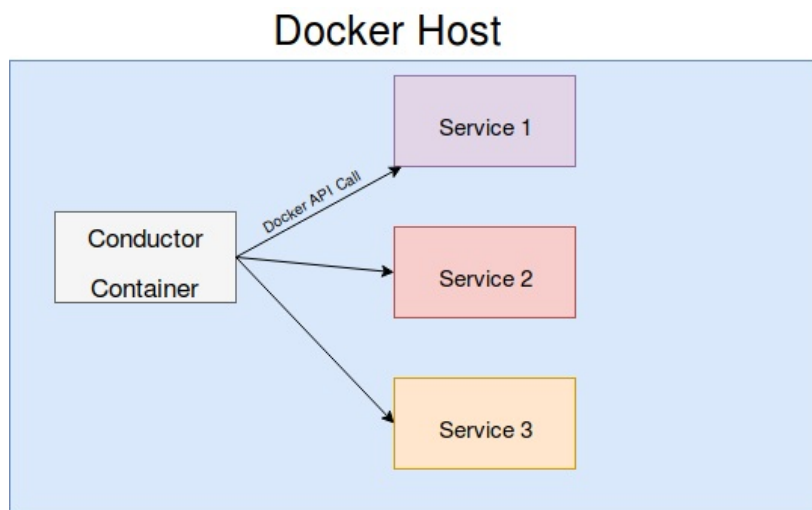 Docker Host
Service 1
Docker API Call
Conductor
Container
Service 2
Service 3